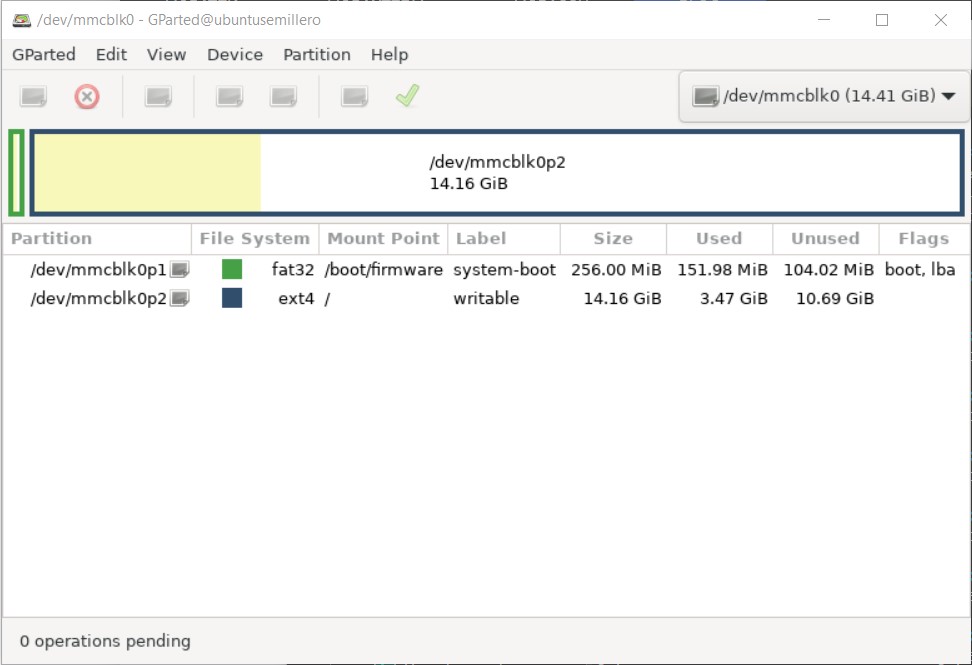 /dev/mmcblk0 - GParted@ubuntusemillero
GParted Edit View Device Partition Help
/dev/mmcblk0 (14.41 GiB)
/dev/mmcblk0p2
14.16 GiB
Partition File System Mount Point Label Size Used Unused Flags
/dev/mmcblk0p1 fat32 /boot/firmware system-boot 256.00 MiB 151.98 MiB 104.02 MiB boot, lba
/dev/mmcblk0p2 ext4 / writable 14.16 GiB 3.47 GiB 10.69 GiB
0 operations pending